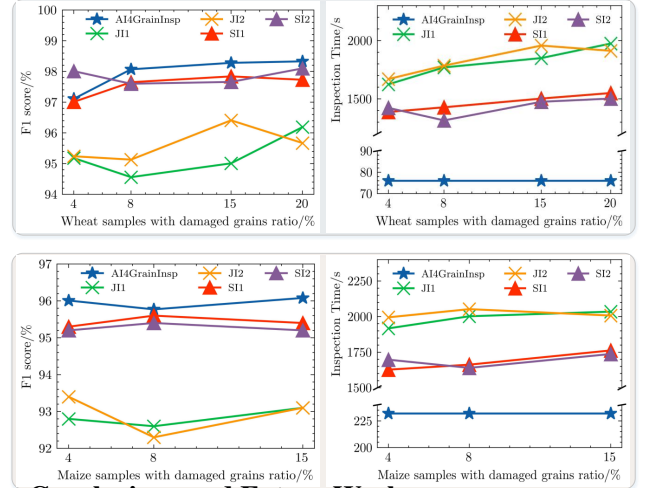 100
99
98
97
96
95
94
F1 score/%
AI4GrainInsp
JI1
JI2
SI1
SI2
4 8 15 20
Wheat samples with damaged grains ratio/%
2000
1500
90
80
70
Inspection Time/s
AI4GrainInsp
JI1
JI2
SI1
SI2
4 8 15 20
Wheat samples with damaged grains ratio/%
97
96
95
94
93
92
F1 score/%
AI4GrainInsp
JI1
JI2
SI1
SI2
4 8 15
Maize samples with damaged grains ratio/%
2250
2000
1750
1500
225
200
Inspection Time/s
AI4GrainInsp
JI1
JI2
SI1
SI2
4 8 15
Maize samples with damaged grains ratio/%